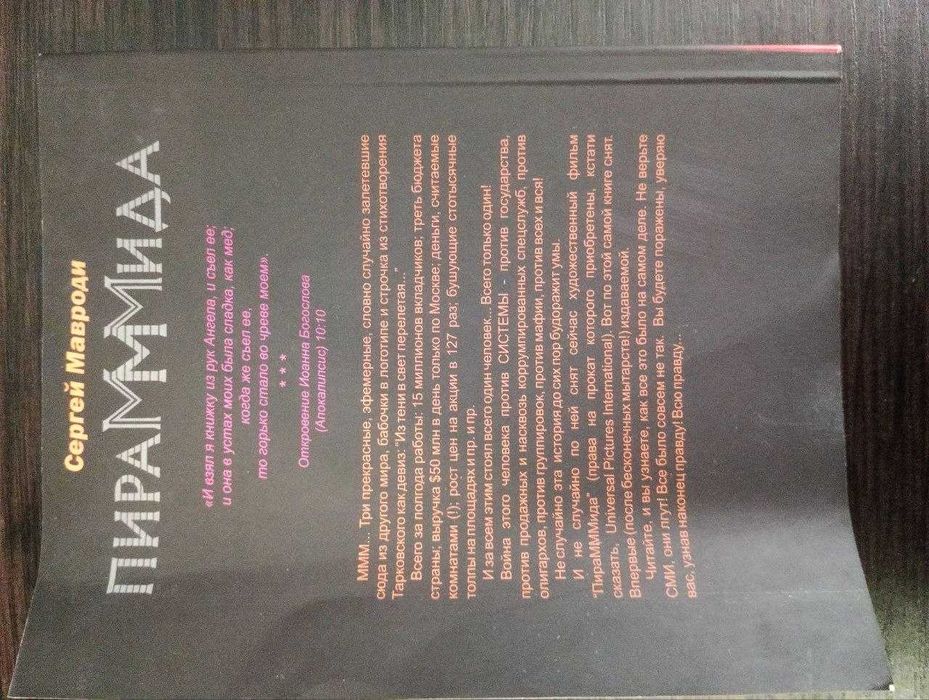 Сергей Мавроди
ПИРАМММИДА
«И взял я книжку из рук Ангела, и съел ее;
и она в устах моих была сладка, как мед;
когда же съел ее,
то горько стало во чреве моем».
* * *
Откровение Иоанна Богослова
(Апокалипсис) 10:10
МММ... Три прекрасные, эфемерные, словно случайно залетевшие
сюда из другого мира, бабочки в логотипе и строчка из стихотворения
Тарковского как девиз: "Из тени в свет перелетая..."
Всего за полгода работы: 15 миллионов вкладчиков; треть бюджета
страны; выручка $50 млн в день только по Москве; деньги, считаемые
комнатами (!); рост цен на акции в 127 раз; бушующие стотысячные
толпы на площадях и пр. и пр.
И за всем этим стоял всего один человек... Всего только один!
Война этого человека против СИСТЕМЫ - против государства,
против продажных и насквозь коррумпированных спецслужб, против
олигархов, против группировок, против мафии, против всех и вся!
Не случайно эта история до сих пор будоражит умы.
И не случайно по ней снят сейчас художественный фильм
"ПираМММида" (права на прокат которого приобретены, кстати
сказать, Universal Pictures International). Вот по этой самой книге снят.
Впервые (после бесконечных мытарств) издаваемой.
Читайте, и вы узнаете, как все это было на самом деле. Не верьте
СМИ, они лгут! Все было совсем не так. Вы будете поражены, уверяю
вас, узнав наконец правду! Всю правду...